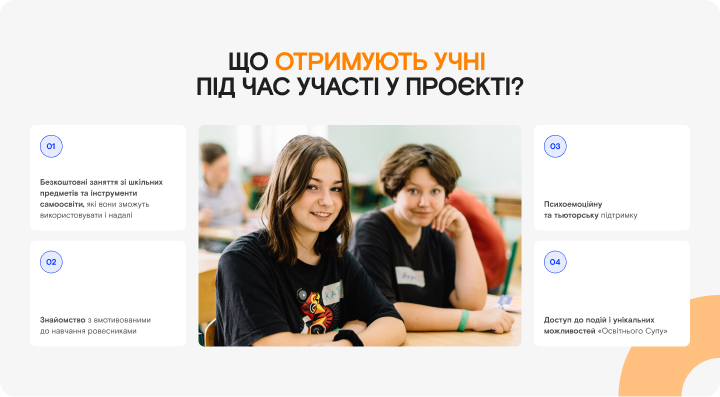 ЩО ОТРИМУЮТЬ УЧНІ
ПІД ЧАС УЧАСТІ У ПРОЄКТІ?
01
Безкоштовні заняття зі шкільних
предметів та інструменти
самоосвіти, які вони зможуть
використовувати і надалі
02
Знайомство з вмотивованими
до навчання ровесниками
03
Психоемоційну
та тьюторську підтримку
04
Доступ до подій і унікальних
можливостей «Освітнього Супу»